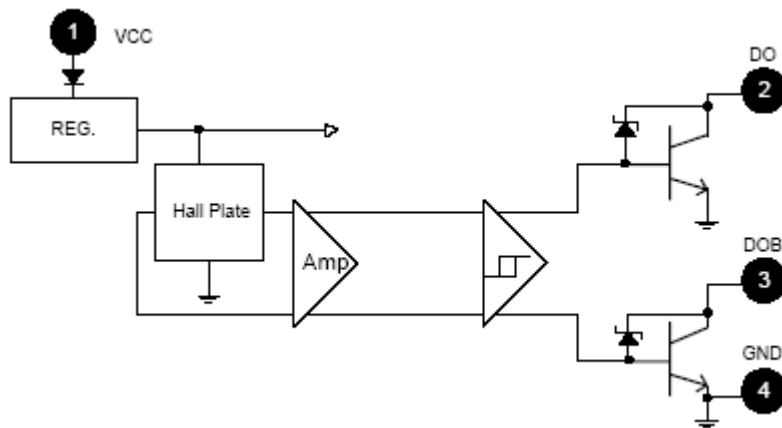 1
VCC
REG.
Hall Plate
Amp
DO
2
DOB
3
GND
4